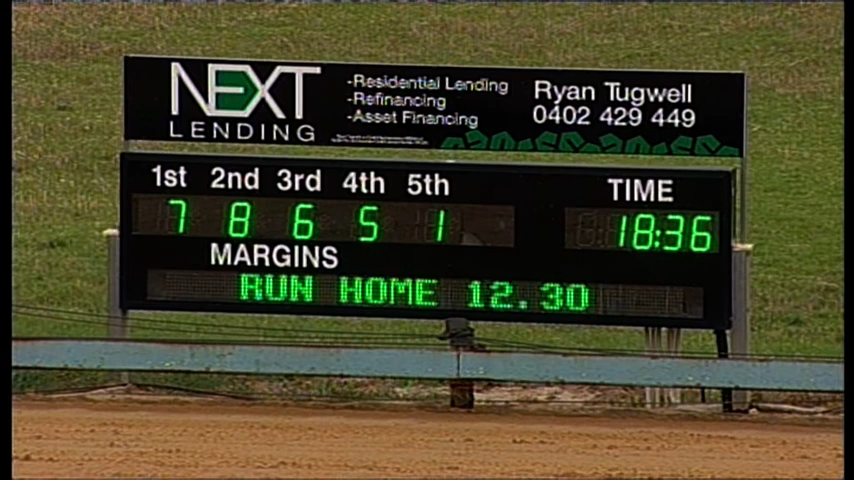 NEXT
LENDING
-Residential Lending
-Refinancing
-Asset Financing
Ryan Tugwell
0402 429 449
1st 2nd 3rd 4th 5th TIME
7 8 6 5 1 18:36
MARGINS
RUN HOME 12.30